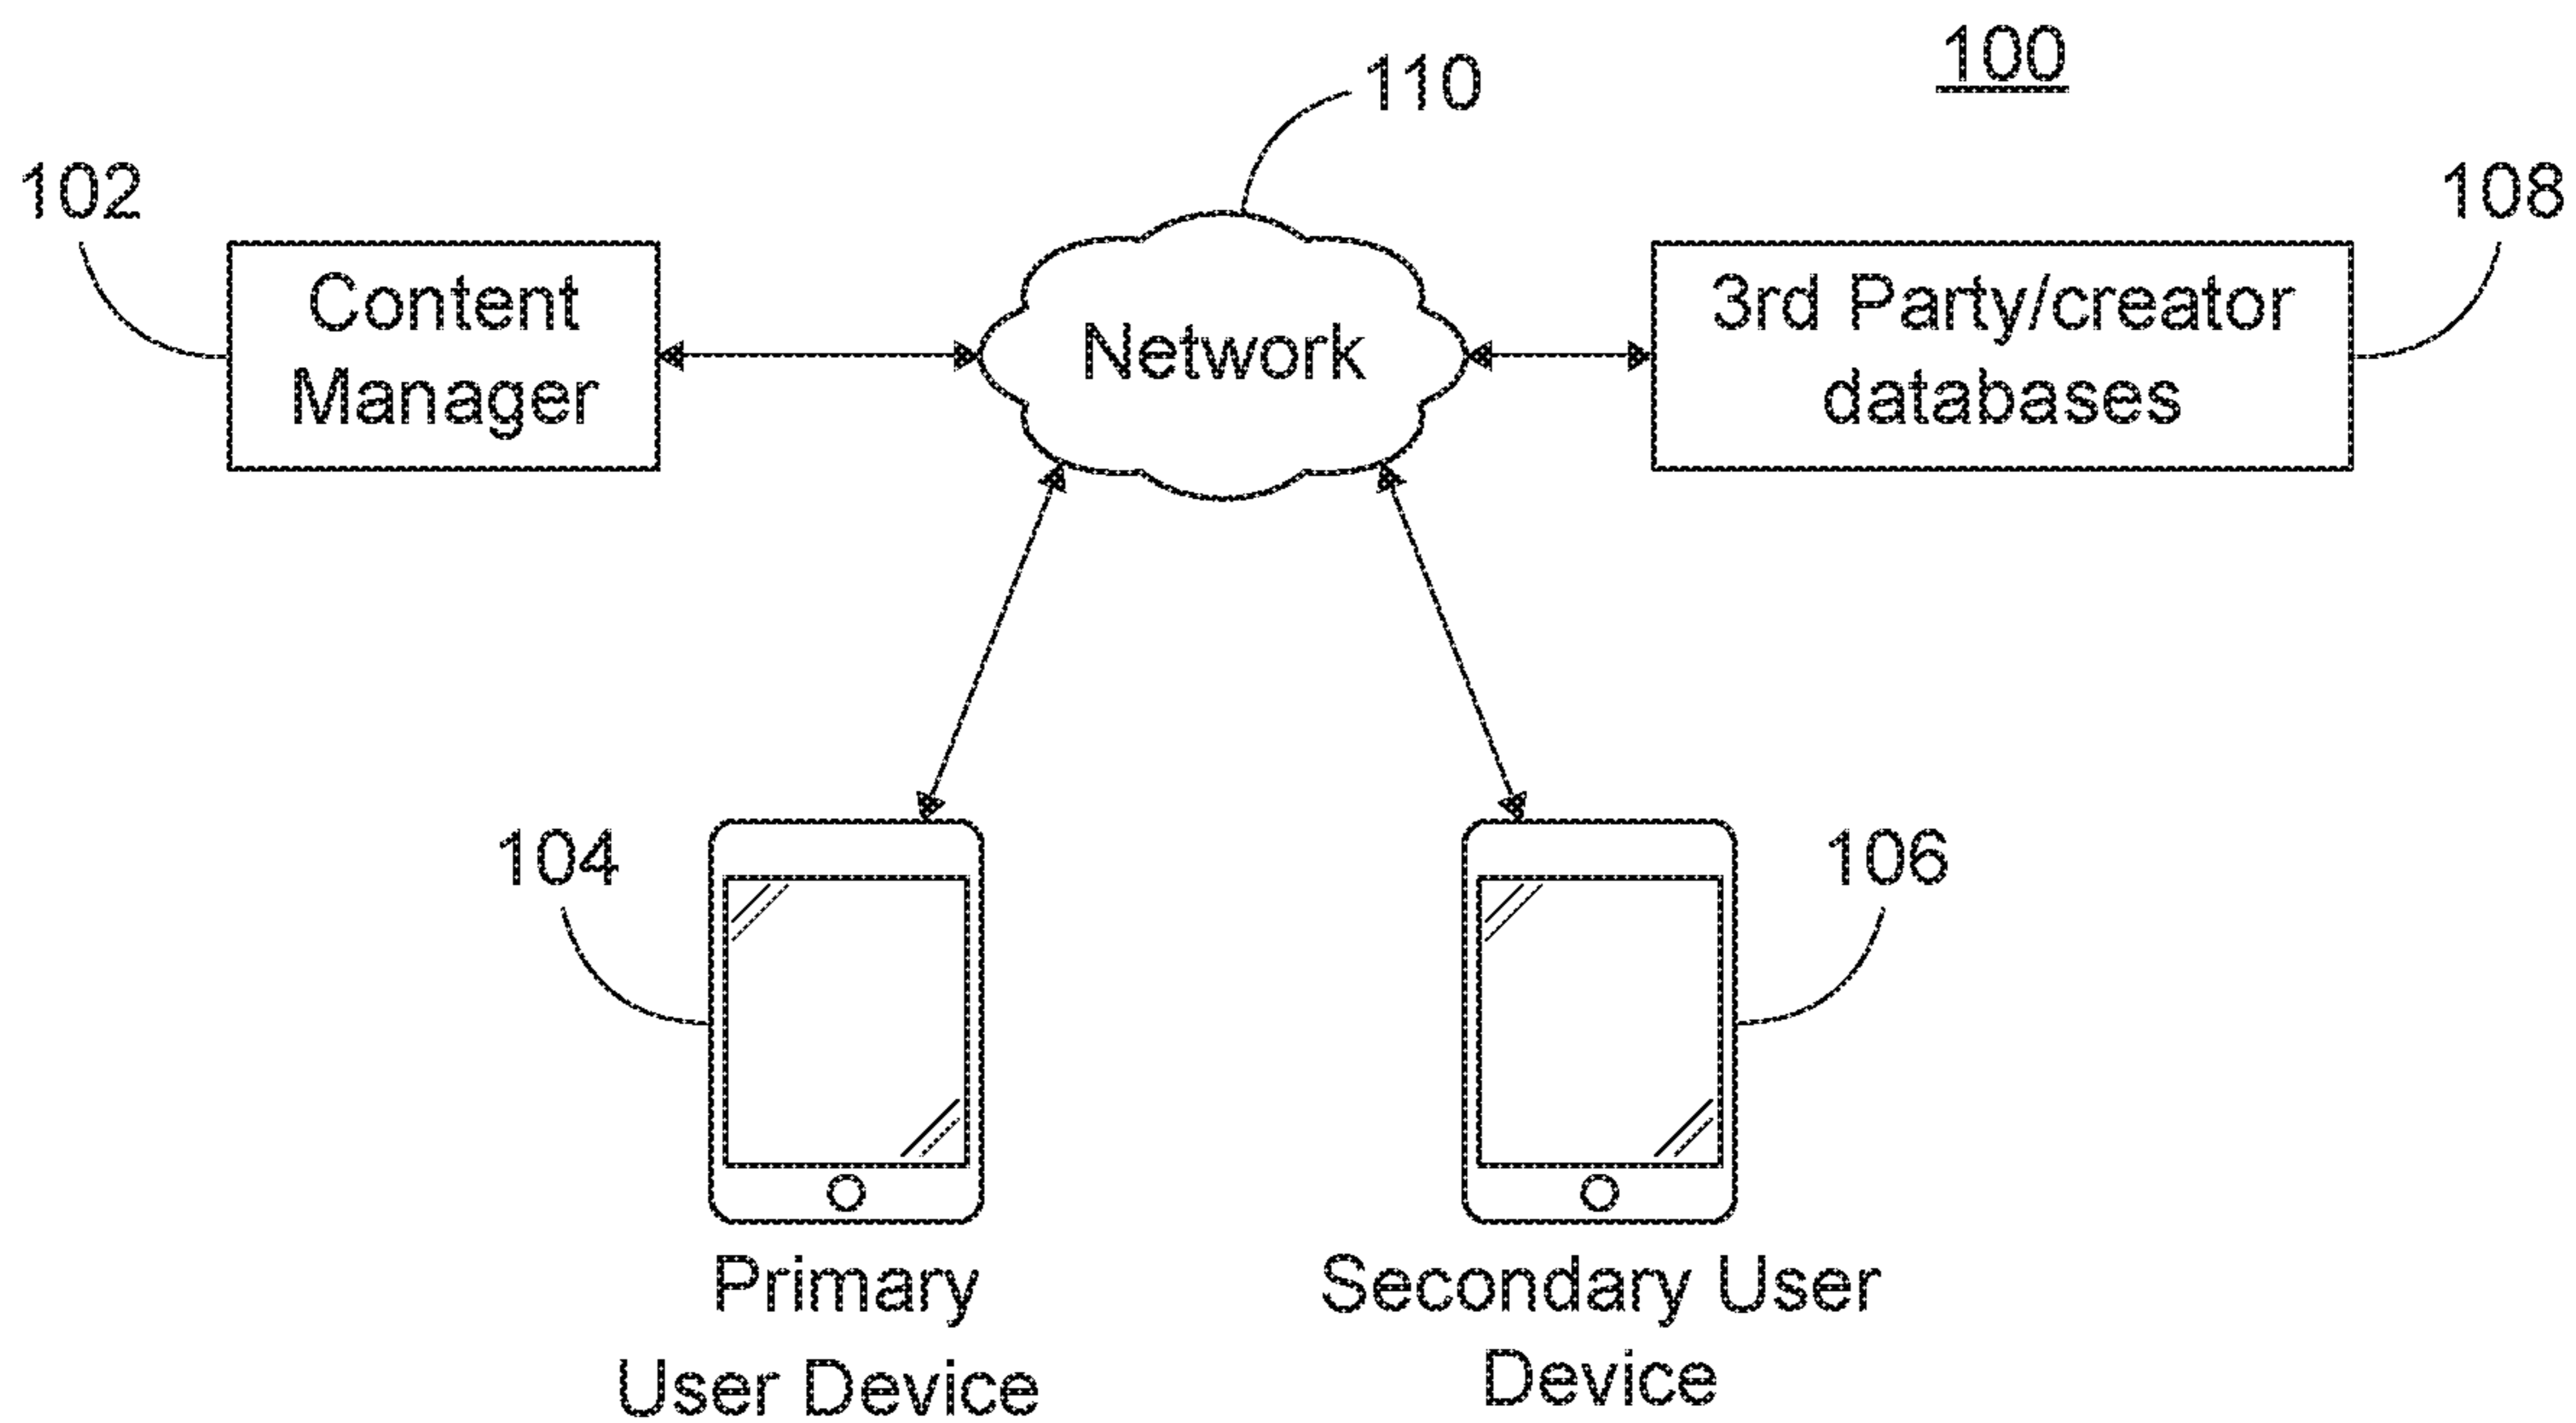 100
110
102
108
Content
Manager
Network
3rd Party/creator
databases
104
106
Primary
User Device
Secondary User
Device